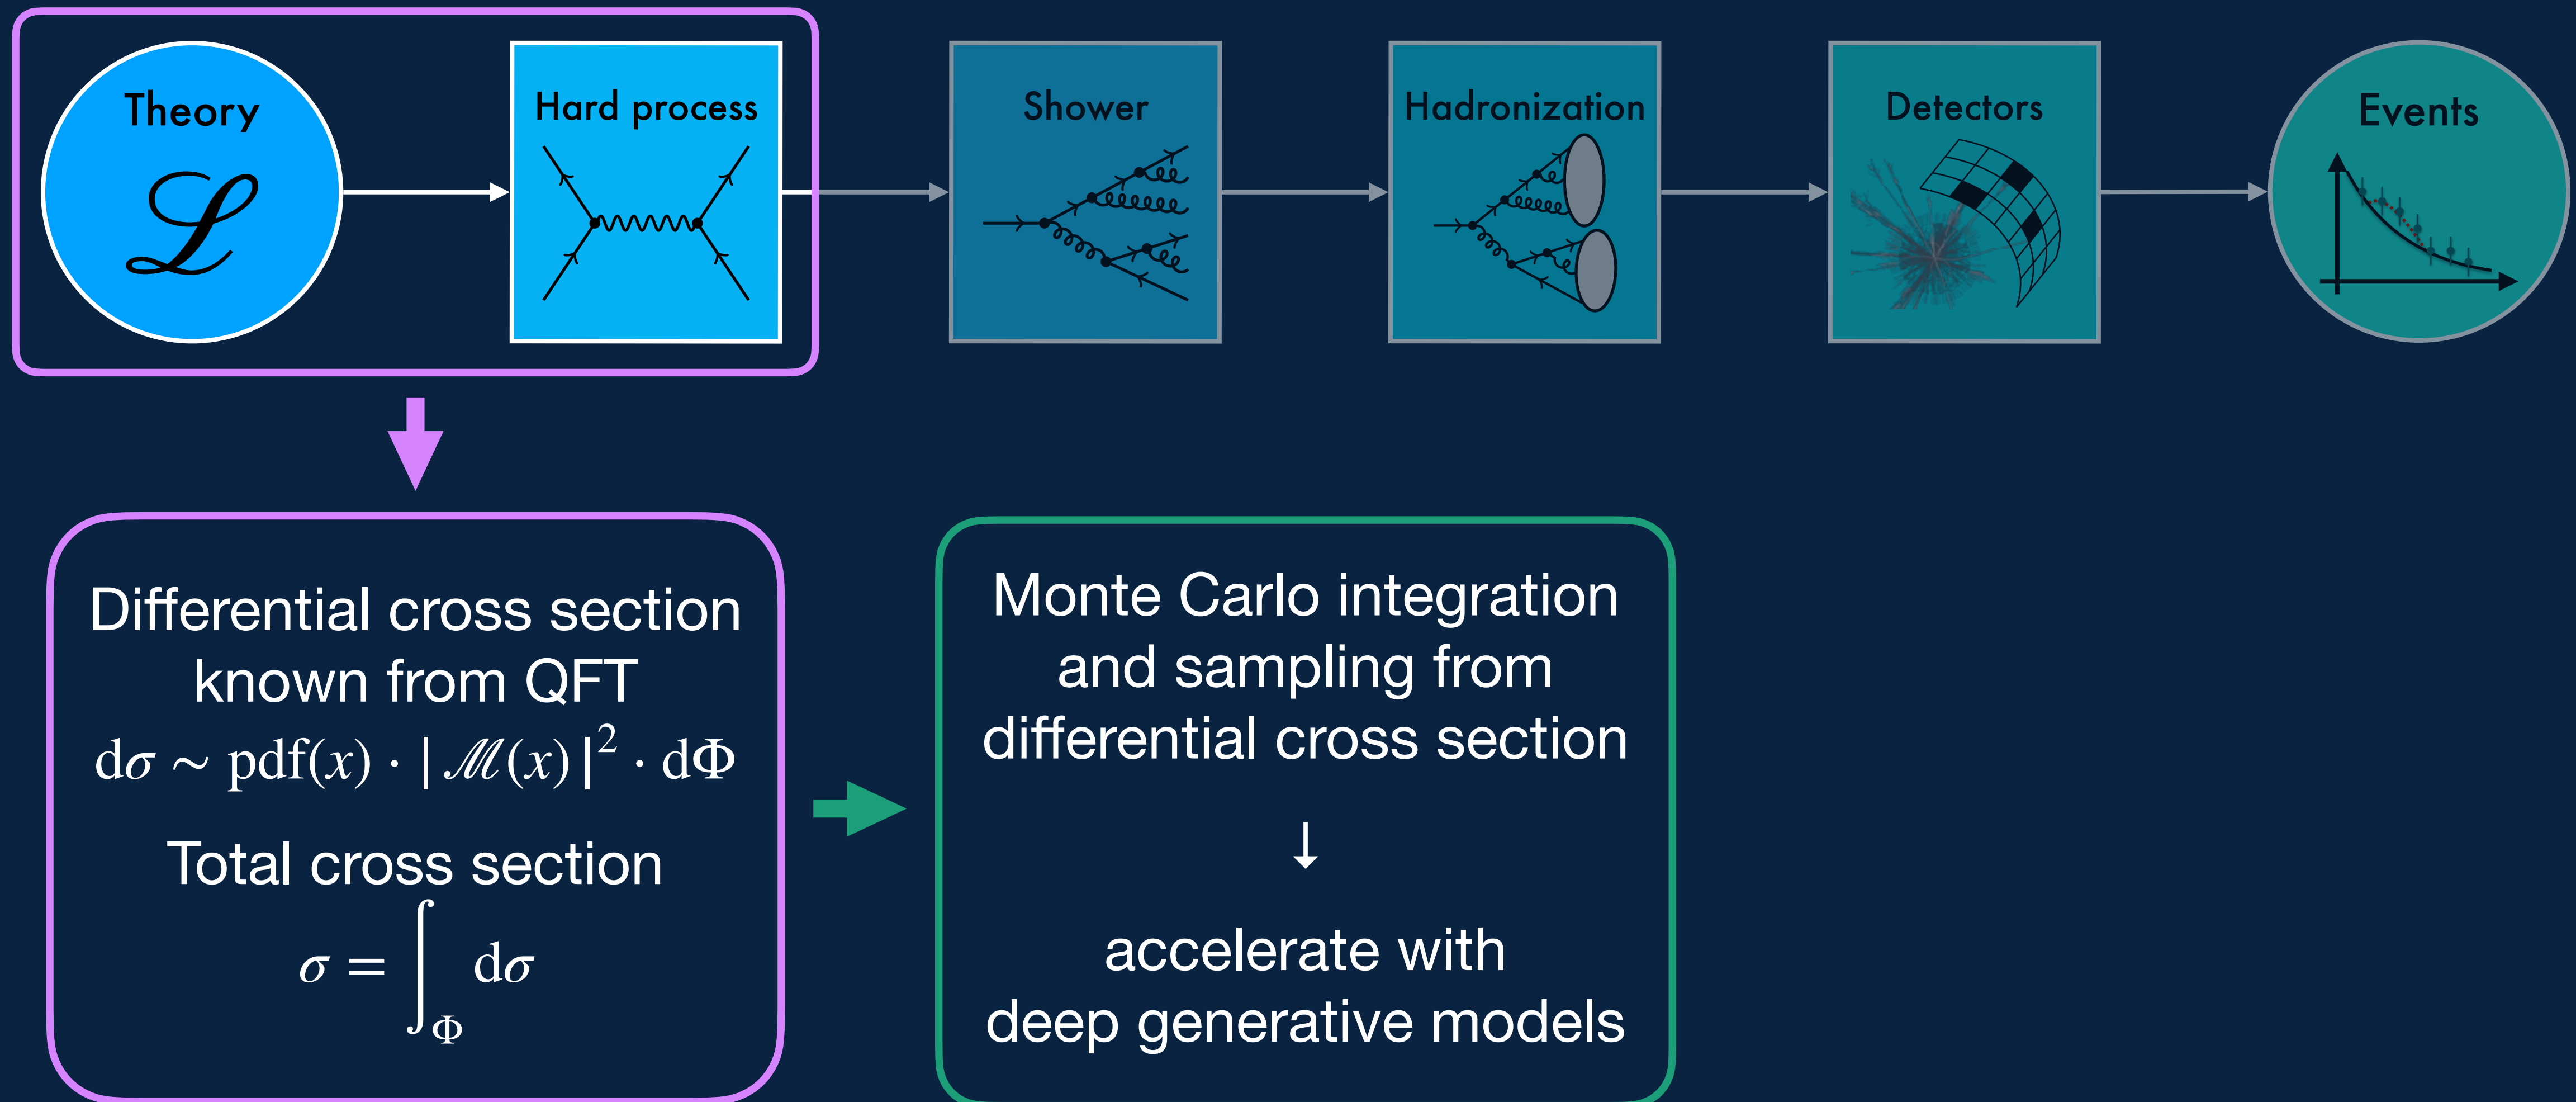 Theory
ℒ
Hard process
Shower
Hadronization
Detectors
Events
Differential cross section
known from QFT
dσ ∼ pdf(x) · |ℳ(x)|² · dΦ
Total cross section
σ = ∫_Φ dσ
Monte Carlo integration
and sampling from
differential cross section
↓
accelerate with
deep generative models